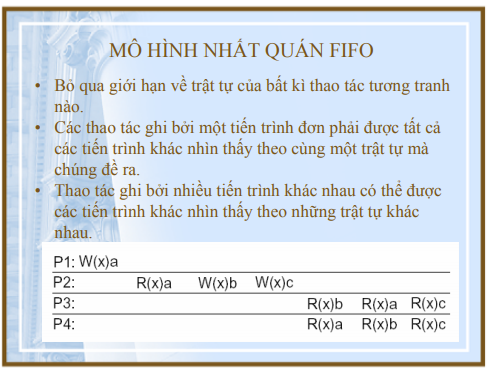 MÔ HÌNH NHẤT QUÁN FIFO
• Bỏ qua giới hạn về trật tự của bất kì thao tác tương tranh
nào.
• Các thao tác ghi bởi một tiến trình đơn phải được tất cả
các tiến trình khác nhìn thấy theo cùng một trật tự mà
chúng đề ra.
• Thao tác ghi bởi nhiều tiến trình khác nhau có thể được
các tiến trình khác nhìn thấy theo những trật tự khác
nhau.
P1: W(x)a
P2: R(x)a W(x)b W(x)c
P3: R(x)b R(x)a R(x)c
P4: R(x)a R(x)b R(x)c